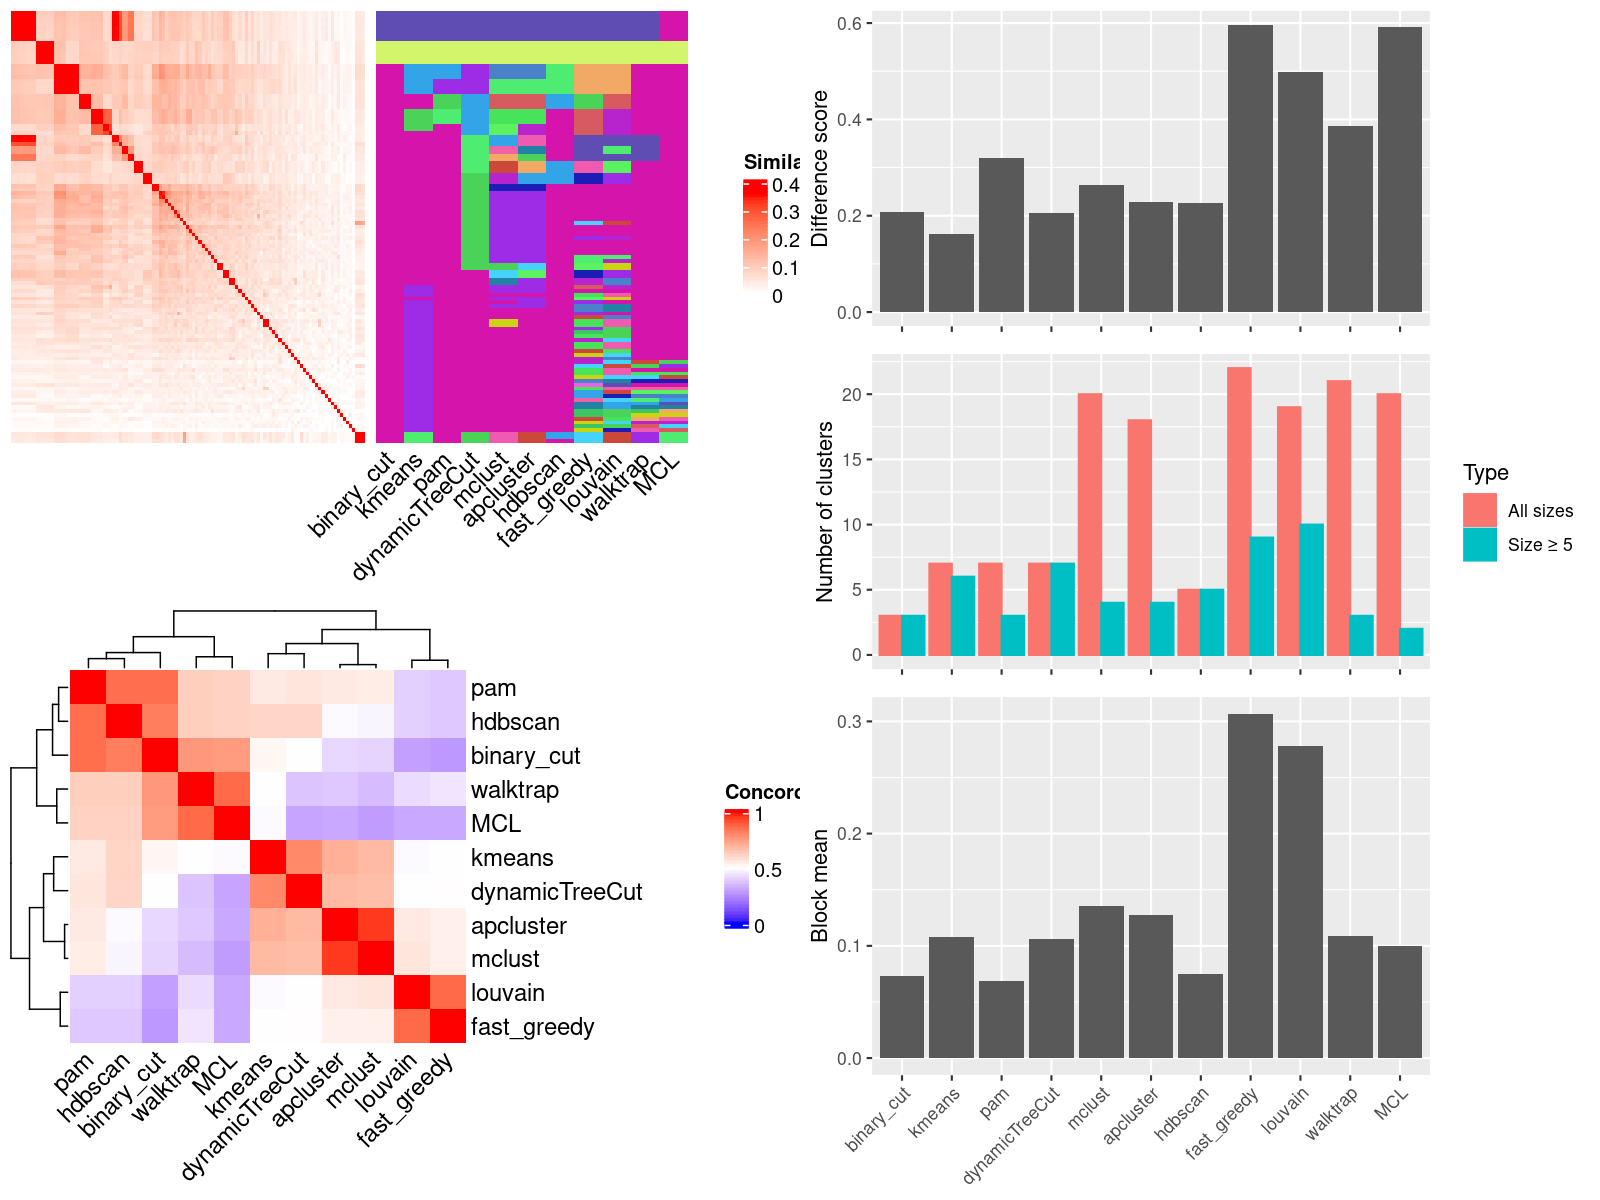 Simila
0.4
0.3
0.2
0.1
0
binary_cut
kmeans
pam
dynamicTreeCut
mclust
apcluster
hdbscan
fast_greedy
louvain
walktrap
MCL
pam
hdbscan
binary_cut
walktrap
MCL
kmeans
dynamicTreeCut
apcluster
mclust
louvain
fast_greedy
pam
hdbscan
binary_cut
walktrap
MCL
kmeans
dynamicTreeCut
apcluster
mclust
louvain
fast_greedy
Concord
1
0.5
0
Difference score
0.6
0.4
0.2
0.0
Number of clusters
20
15
10
5
0
Type
All sizes
Size ≥ 5
Block mean
0.3
0.2
0.1
0.0
binary_cut
kmeans
pam
dynamicTreeCut
mclust
apcluster
hdbscan
fast_greedy
louvain
walktrap
MCL